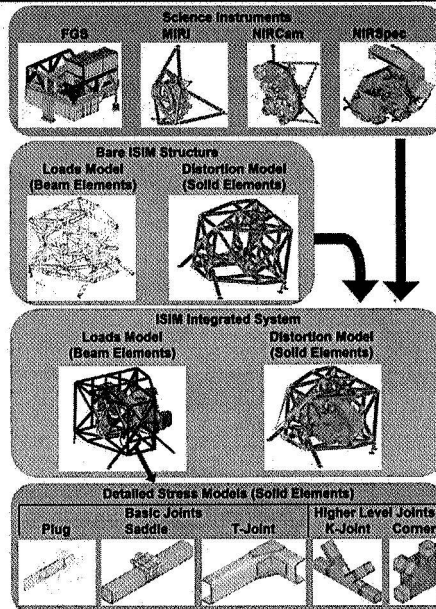 Science Instruments
FGS MIRI NIRCam NIRSpec
Bare ISIM Structure
Loads Model Distortion Model
(Beam Elements) (Solid Elements)
ISIM Integrated System
Loads Model Distortion Model
(Beam Elements) (Solid Elements)
Detailed Stress Models (Solid Elements)
Basic Joints Higher Level Joints
Plug Saddle T-Joint K-Joint Corner